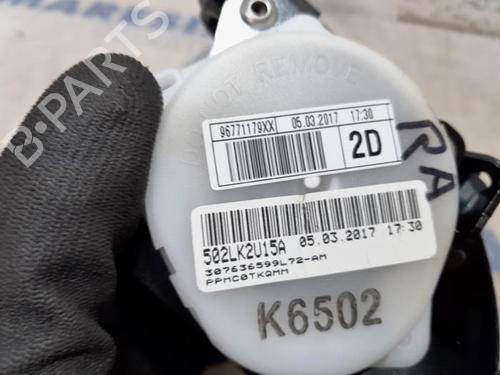 DO NOT REMOVE
96771179XX 05.03.2017 17:30
2D
RA
502LK2U15A 05.03.2017 17:30
307636599L72-AM
PPMC0TKQMM
K6502
B-PARTS